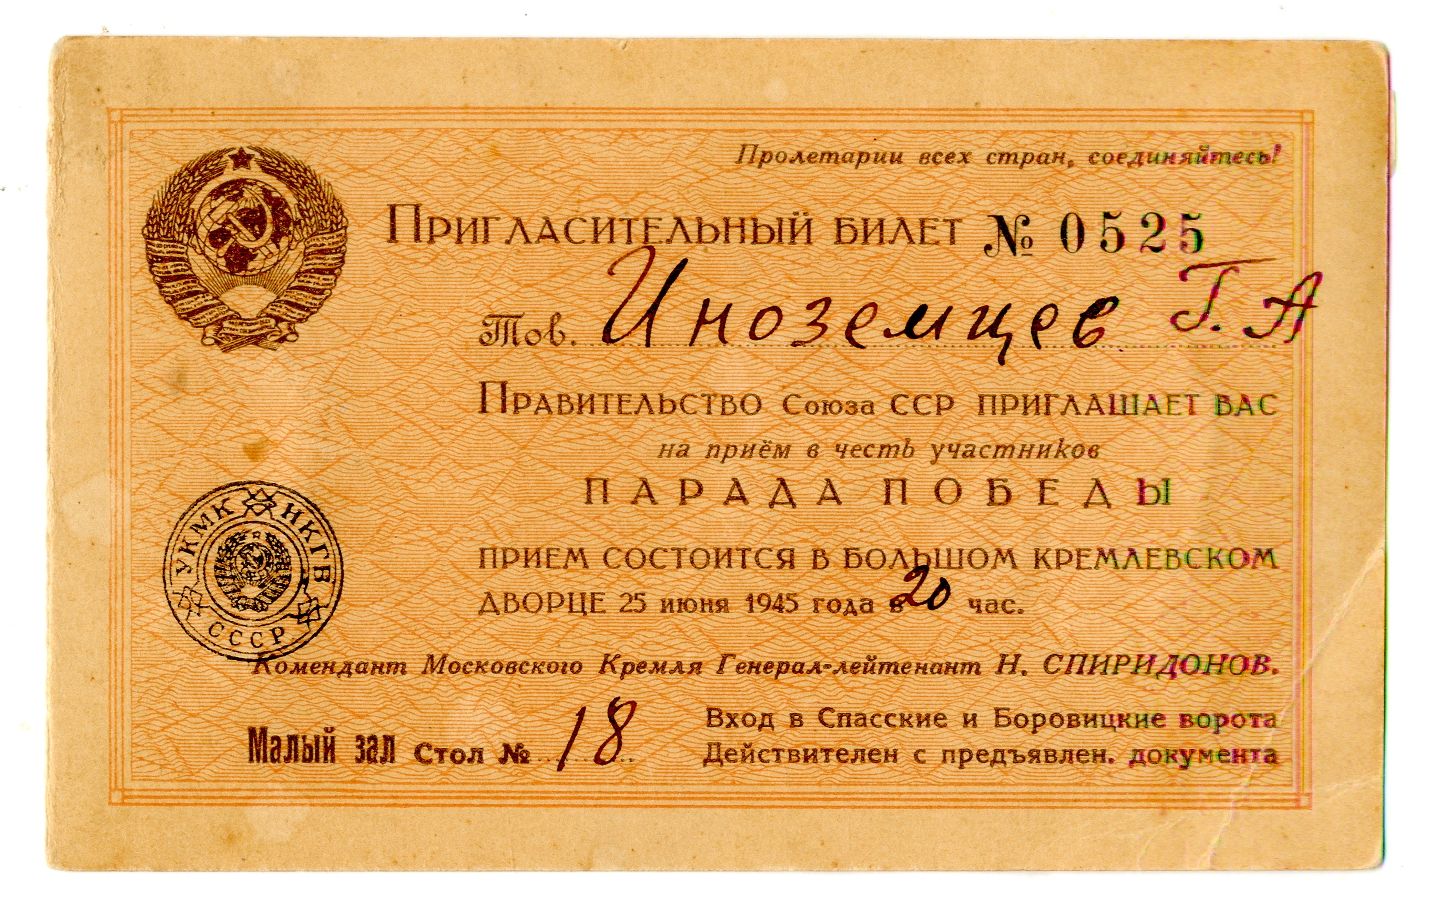 Пролетарии всех стран, соединяйтесь!
Пригласительный билет № 0525
Тов. Иноземцев Г. А
Правительство Союза ССР приглашает Вас
на приём в честь участников
ПАРАДА ПОБЕДЫ
ПРИЕМ СОСТОИТСЯ В БОЛЬШОМ КРЕМЛЕВСКОМ
ДВОРЦЕ 25 июня 1945 года в 20 час.
УКМК НКГБ
СССР
Комендант Московского Кремля Генерал-лейтенант Н. СПИРИДОНОВ.
Малый зал Стол № 18
Вход в Спасские и Боровицкие ворота
Действителен с предъявлен. документа